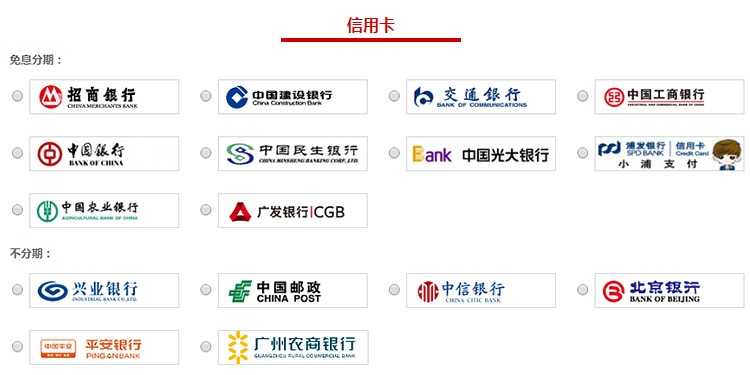 信用卡
免息分期：
招商银行
CHINA MERCHANTS BANK
中国建设银行
China Construction Bank
交通银行
BANK OF COMMUNICATIONS
中国工商银行
INDUSTRIAL AND COMMERCIAL BANK OF CHINA
中国银行
BANK OF CHINA
中国民生银行
CHINA MINSHENG BANKING CORP.,LTD.
Bank 中国光大银行
浦发银行 信用卡
SPD BANK Credit Card
小浦支付
中国农业银行
AGRICULTURAL BANK OF CHINA
广发银行|CGB
不分期：
兴业银行
INDUSTRIAL BANK CO.,LTD.
中国邮政
CHINA POST
中信银行
CHINA CITIC BANK
北京银行
BANK OF BEIJING
中国平安 平安银行
PINGAN BANK
广州农商银行
GUANGZHOU RURAL COMMERCIAL BANK